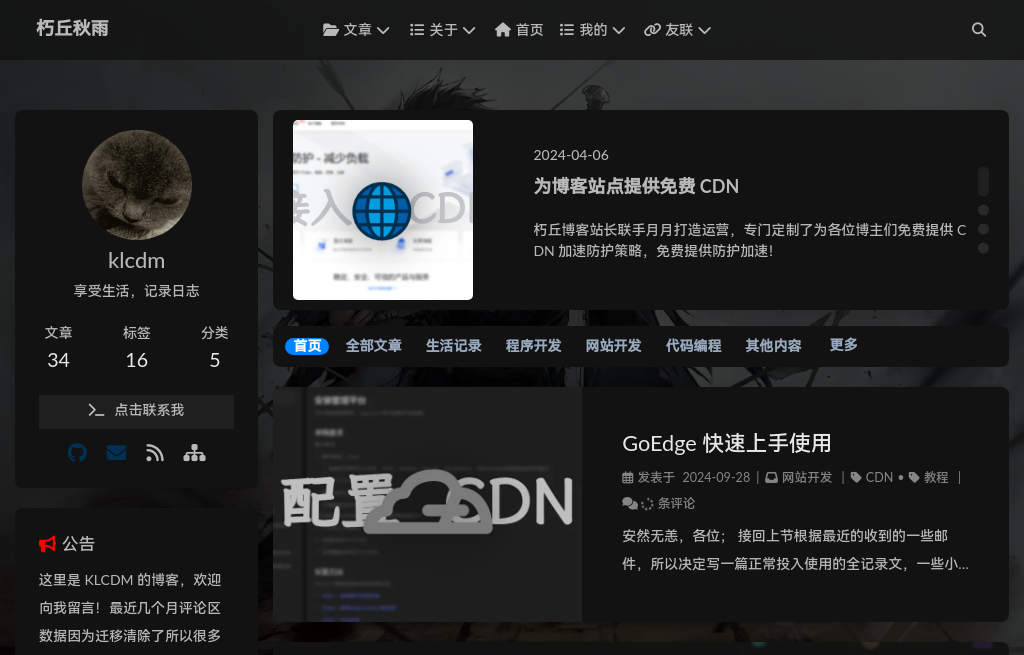 朽丘秋雨
文章 关于 首页 我的 友联
klcdm
享受生活，记录日志
文章 标签 分类
34 16 5
点击联系我
公告
这里是 KLCDM 的博客，欢迎
向我留言！最近几个月评论区
数据因为迁移清除了所以很多
防护 - 减少负载
接入 CD
2024-04-06
为博客站点提供免费 CDN
朽丘博客站长联手月月打造运营，专门定制了为各位博主们免费提供 C
DN 加速防护策略，免费提供防护加速！
首页 全部文章 生活记录 程序开发 网站开发 代码编程 其他内容 更多
配置 CDN
GoEdge 快速上手使用
发表于 2024-09-28 | 网站开发 | CDN • 教程 |
条评论
安然无恙，各位； 接回上节根据最近的收到的一些邮
件，所以决定写一篇正常投入使用的全记录文，一些小...